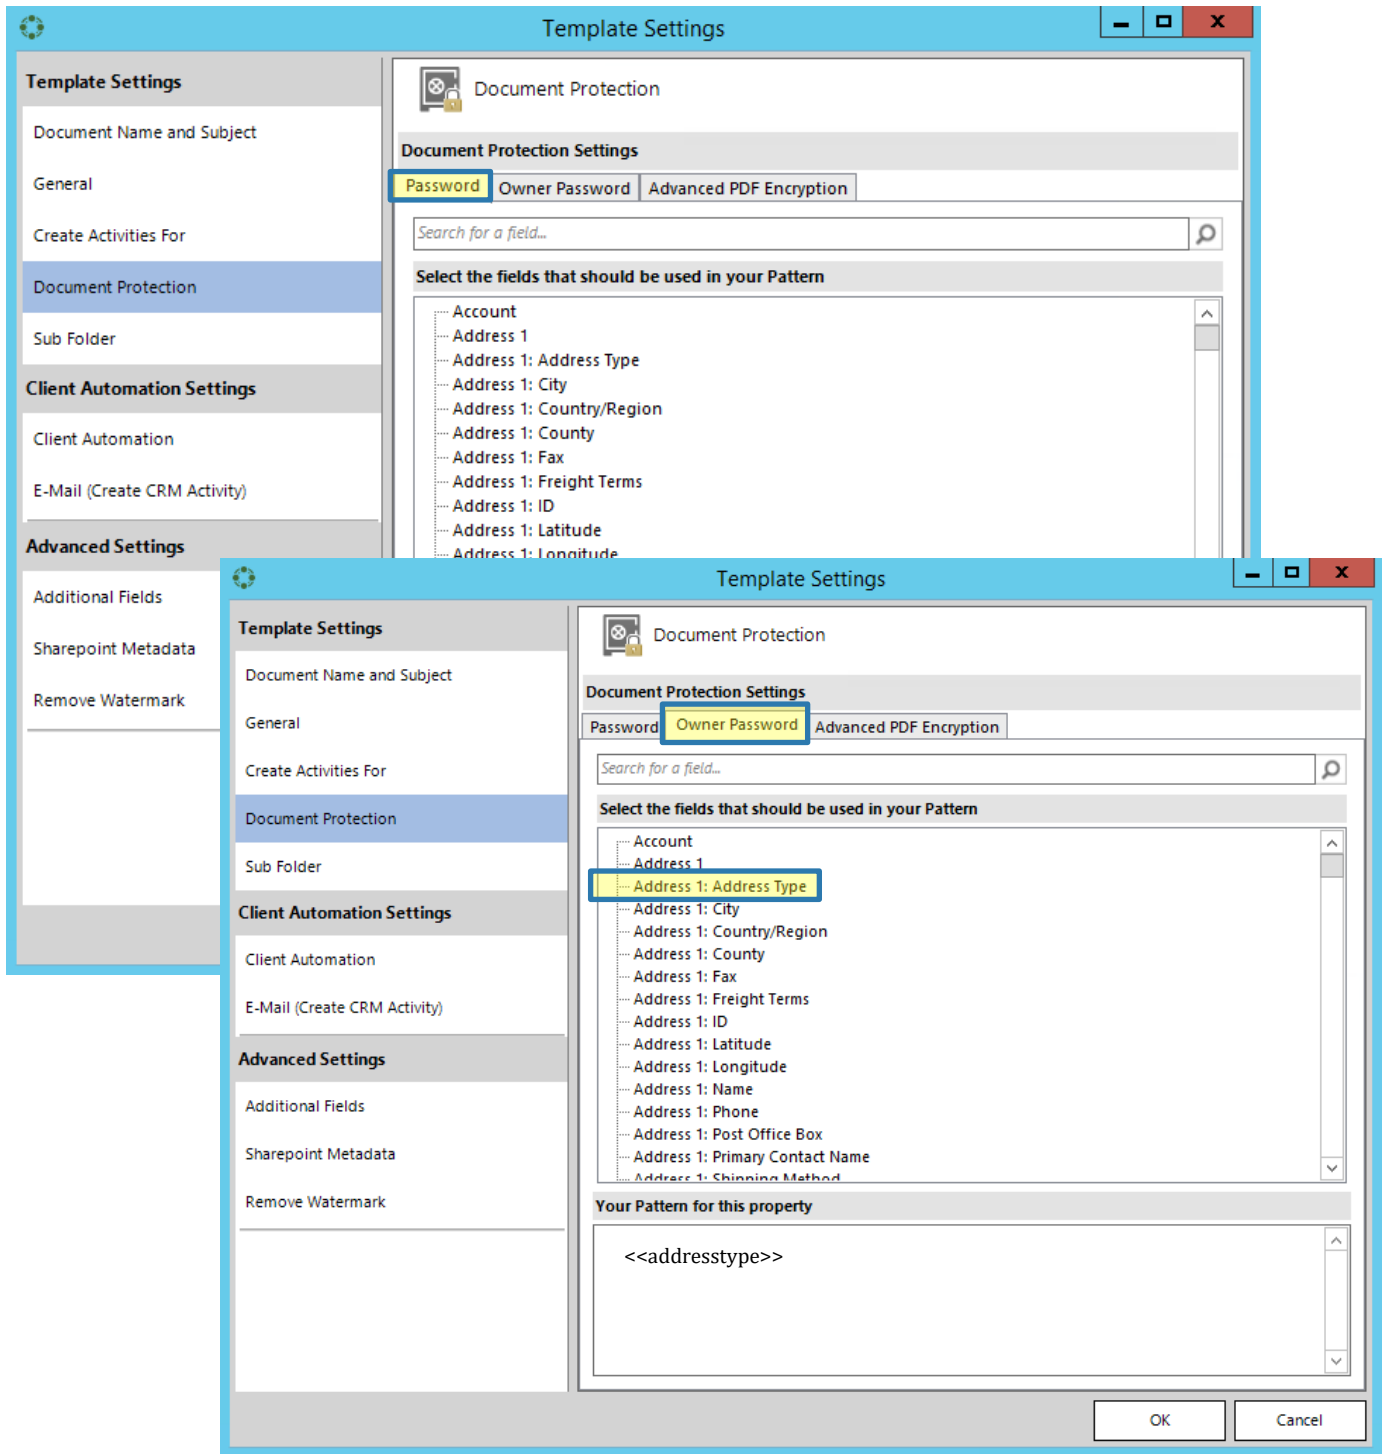 Template Settings
Template Settings
Document Name and Subject
General
Create Activities For
Document Protection
Sub Folder
Client Automation Settings
Client Automation
E-Mail (Create CRM Activity)
Advanced Settings
Additional Fields
Sharepoint Metadata
Remove Watermark
Document Protection
Document Protection Settings
Password Owner Password Advanced PDF Encryption
Search for a field...
Select the fields that should be used in your Pattern
Account
Address 1
Address 1: Address Type
Address 1: City
Address 1: Country/Region
Address 1: County
Address 1: Fax
Address 1: Freight Terms
Address 1: ID
Address 1: Latitude
Address 1: Longitude
Template Settings
Template Settings
Document Name and Subject
General
Create Activities For
Document Protection
Sub Folder
Client Automation Settings
Client Automation
E-Mail (Create CRM Activity)
Advanced Settings
Additional Fields
Sharepoint Metadata
Remove Watermark
Document Protection
Document Protection Settings
Password Owner Password Advanced PDF Encryption
Search for a field...
Select the fields that should be used in your Pattern
Account
Address 1
Address 1: Address Type
Address 1: City
Address 1: Country/Region
Address 1: County
Address 1: Fax
Address 1: Freight Terms
Address 1: ID
Address 1: Latitude
Address 1: Longitude
Address 1: Name
Address 1: Phone
Address 1: Post Office Box
Address 1: Primary Contact Name
Address 1: Shipping Method
Your Pattern for this property
<<addresstype>>
OK Cancel